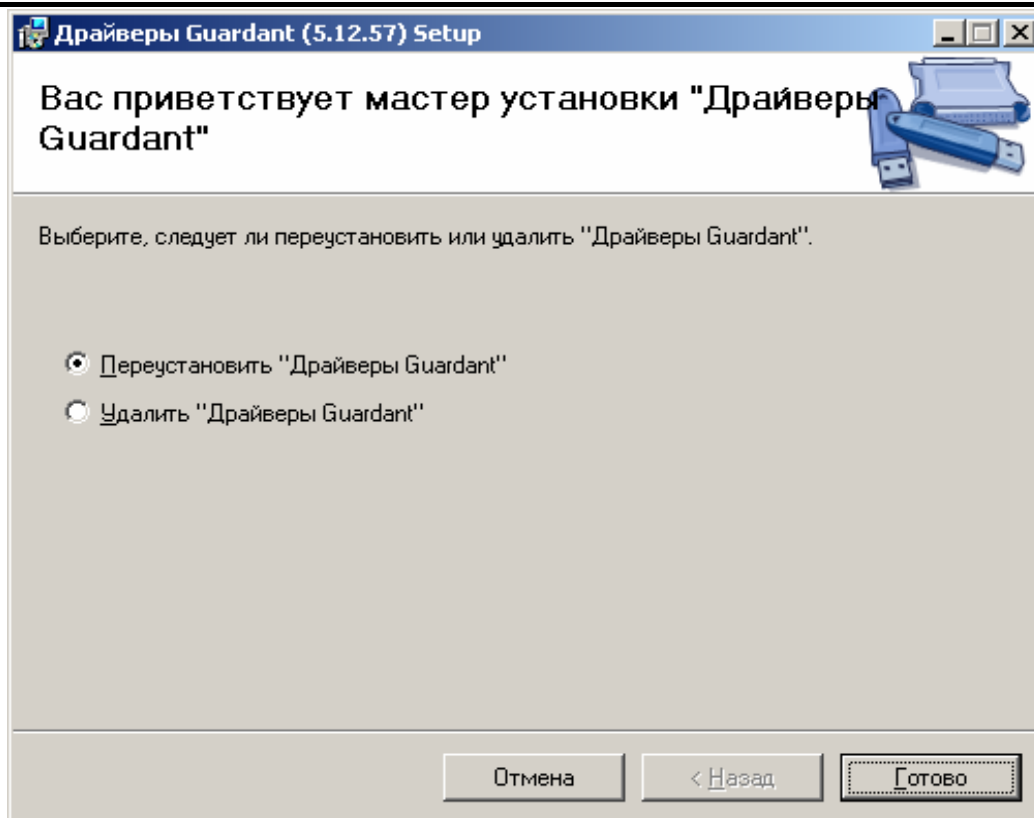 Драйверы Guardant (5.12.57) Setup
Вас приветствует мастер установки "Драйверы
Guardant"
Выберите, следует ли переустановить или удалить "Драйверы Guardant".
Переустановить "Драйверы Guardant"
Удалить "Драйверы Guardant"
Отмена
< Назад
Готово